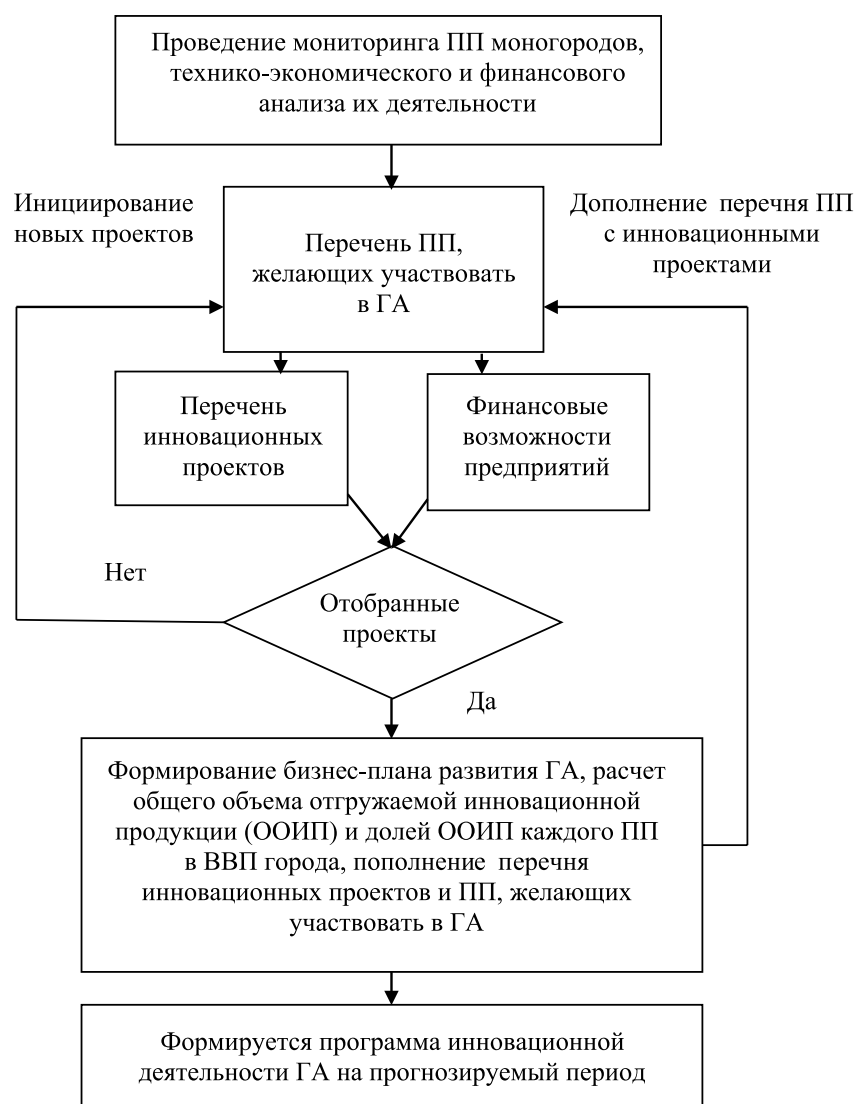 Проведение мониторинга ПП моногородов,
технико-экономического и финансового
анализа их деятельности
Инициирование
новых проектов
Перечень ПП,
желающих участвовать
в ГА
Дополнение перечня ПП
с инновационными
проектами
Перечень
инновационных
проектов
Финансовые
возможности
предприятий
Нет
Отобранные
проекты
Да
Формирование бизнес-плана развития ГА, расчет
общего объема отгружаемой инновационной
продукции (ООИП) и долей ООИП каждого ПП
в ВВП города, пополнение перечня
инновационных проектов и ПП, желающих
участвовать в ГА
Формируется программа инновационной
деятельности ГА на прогнозируемый период